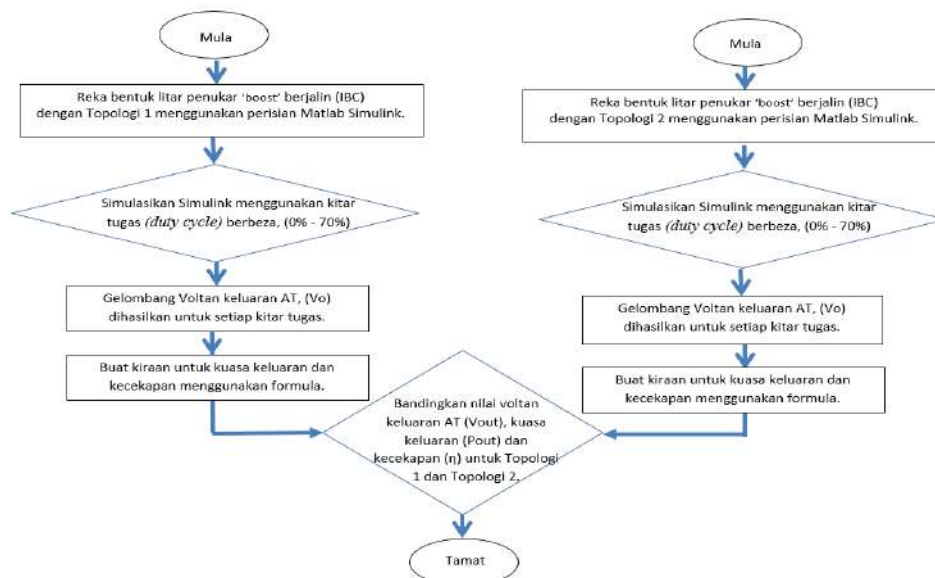 Mula
Reka bentuk litar penukar 'boost' berjalin (IBC)
dengan Topologi 1 menggunakan perisian Matlab Simulink.
Simulasikan Simulink menggunakan kitar
tugas (duty cycle) berbeza, (0% - 70%)
Gelombang Voltan keluaran AT, (Vo)
dihasilkan untuk setiap kitar tugas.
Buat kiraan untuk kuasa keluaran dan
kecekapan menggunakan formula.
Mula
Reka bentuk litar penukar 'boost' berjalin (IBC)
dengan Topologi 2 menggunakan perisian Matlab Simulink.
Simulasikan Simulink menggunakan kitar
tugas (duty cycle) berbeza, (0% - 70%)
Gelombang Voltan keluaran AT, (Vo)
dihasilkan untuk setiap kitar tugas.
Buat kiraan untuk kuasa keluaran dan
kecekapan menggunakan formula.
Bandingkan nilai voltan
keluaran AT (Vout), kuasa
keluaran (Pout) dan
kecekapan (η) untuk Topologi
1 dan Topologi 2.
Tamat